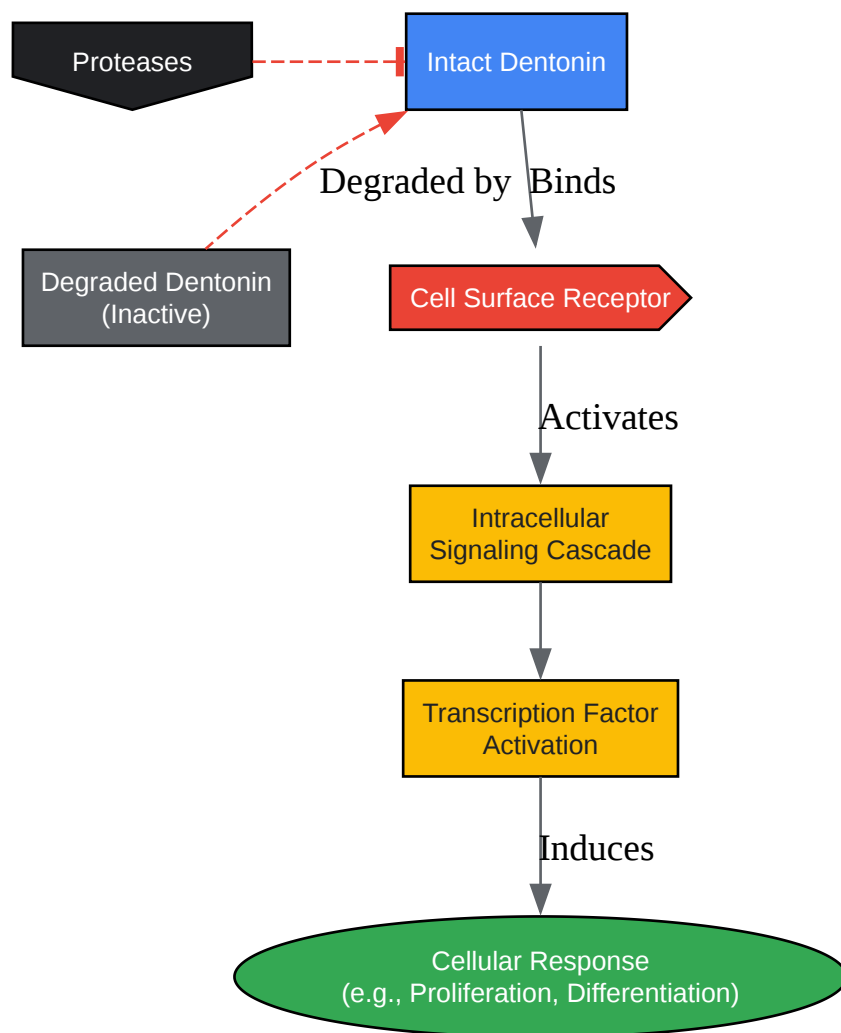 Proteases
Intact Dentonin
Degraded by
Binds
Degraded Dentonin
(Inactive)
Cell Surface Receptor
Activates
Intracellular
Signaling Cascade
Transcription Factor
Activation
Induces
Cellular Response
(e.g., Proliferation, Differentiation)